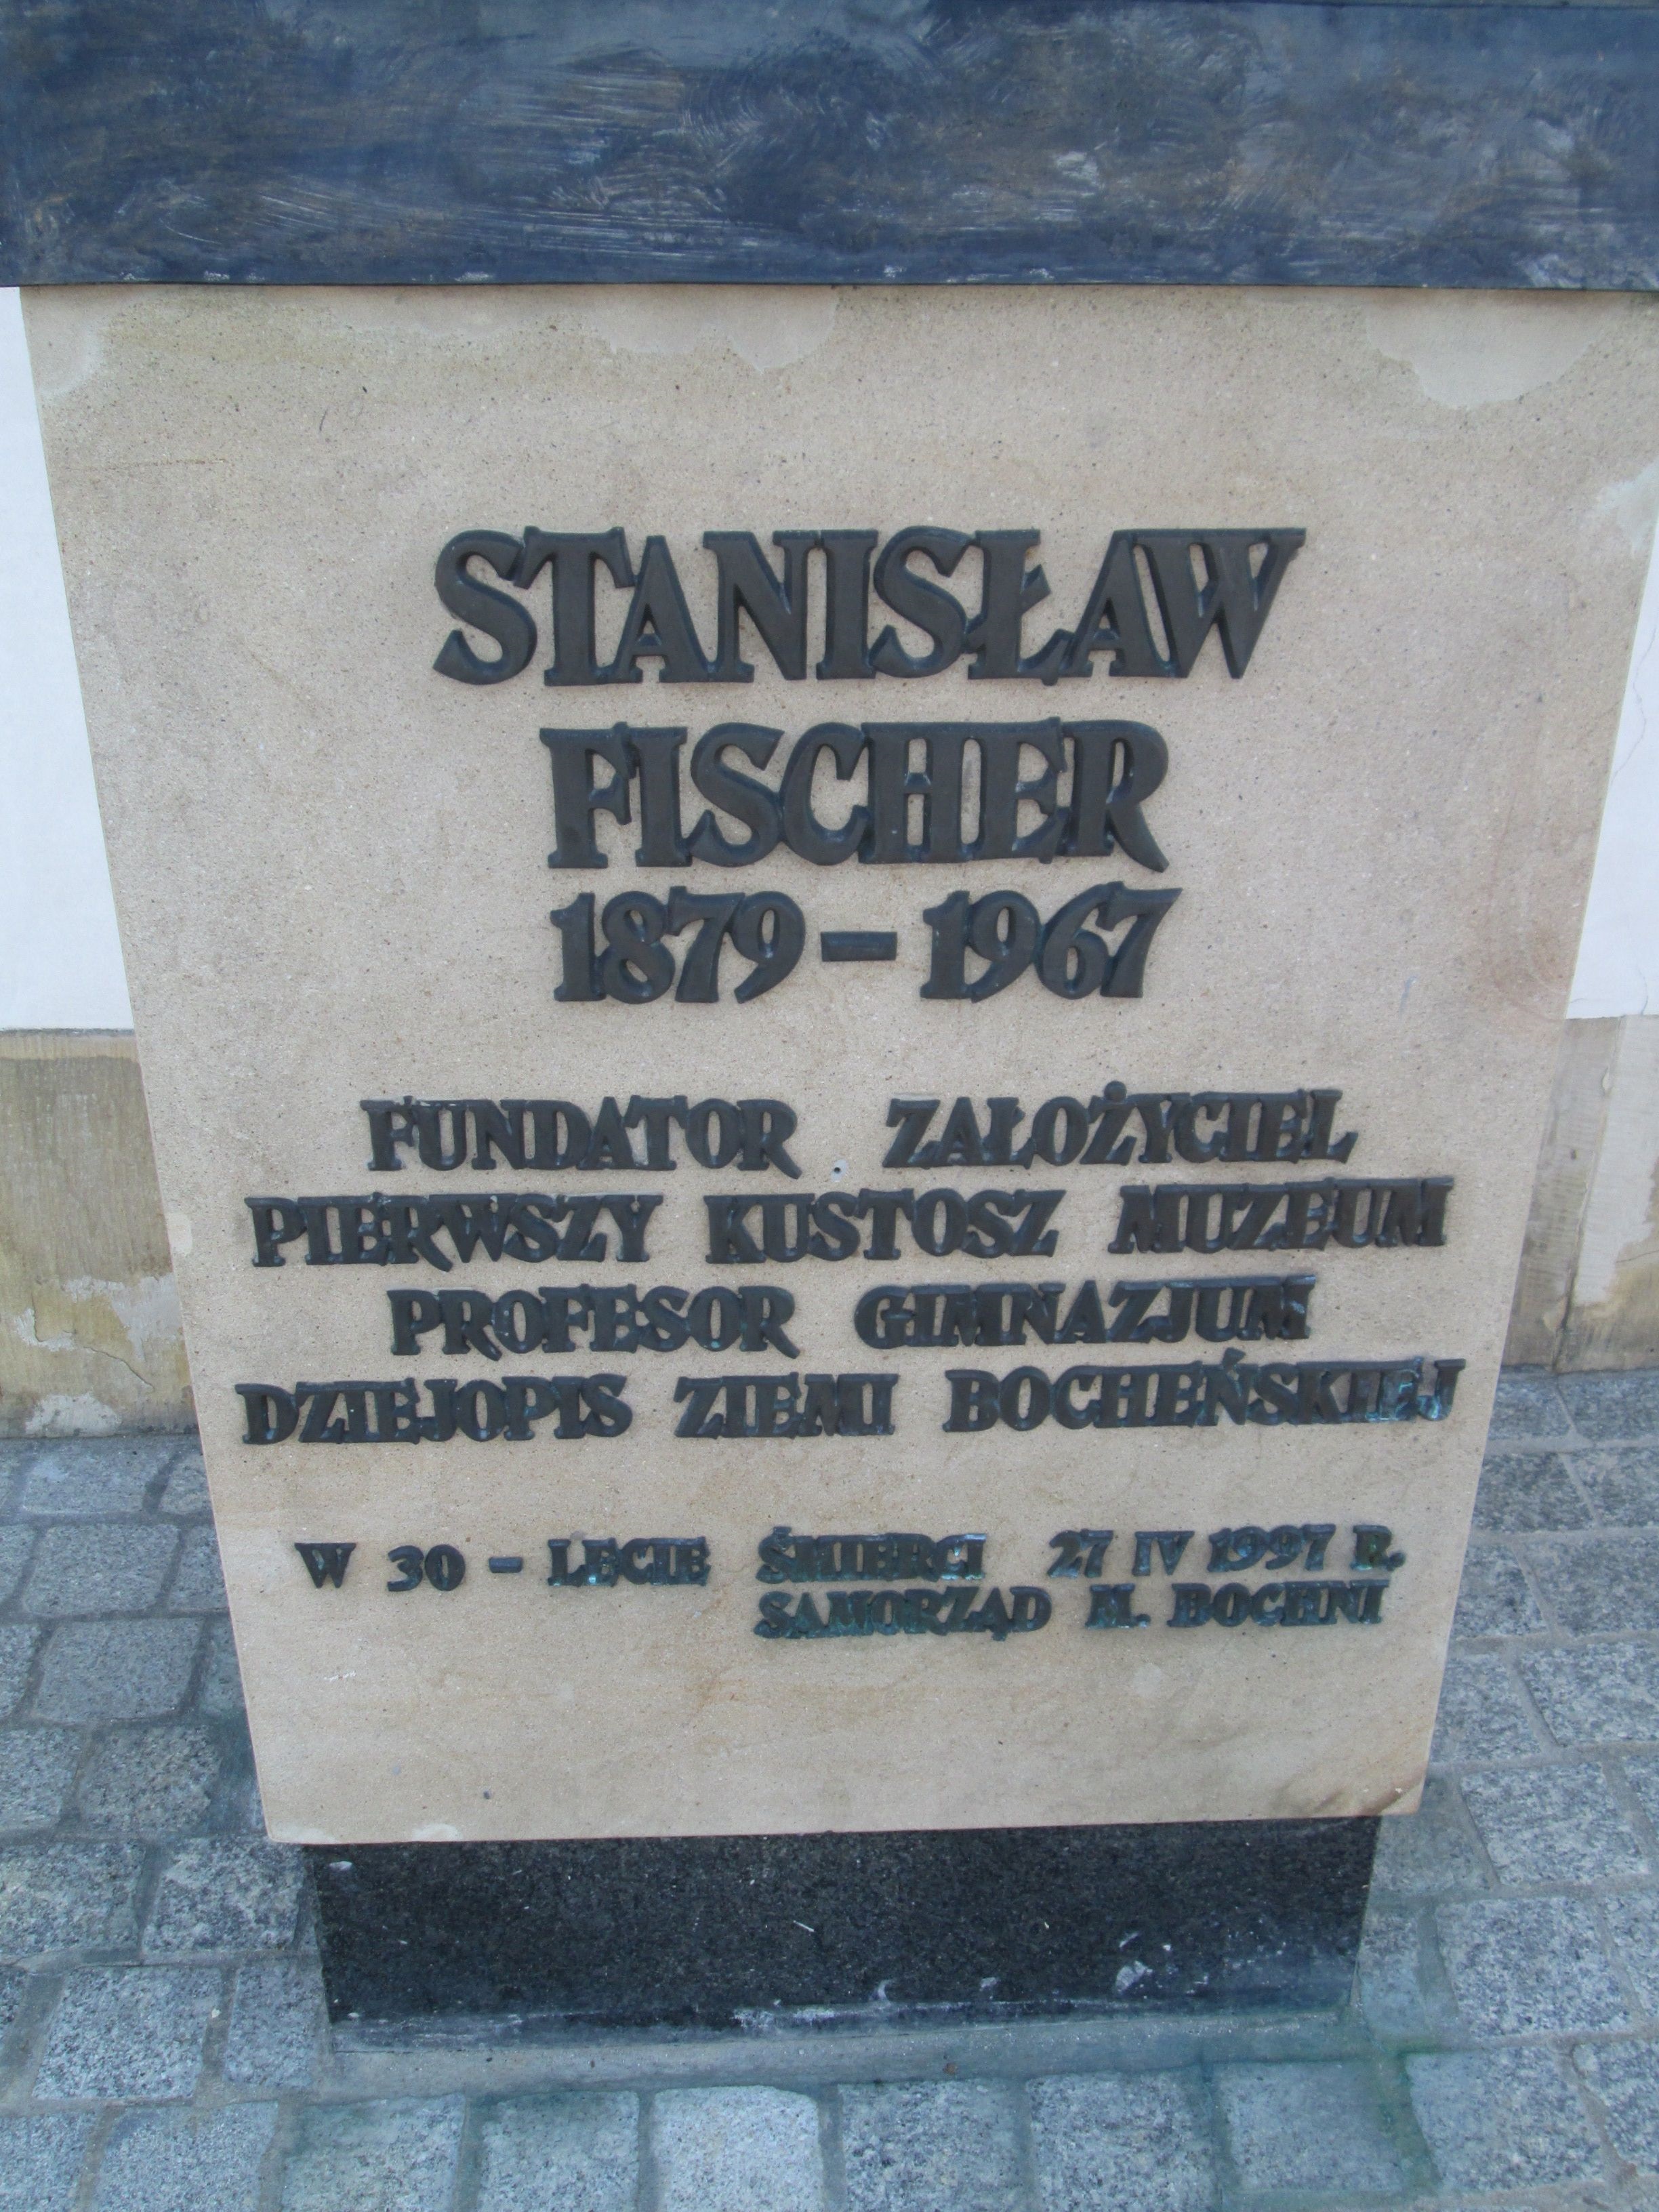 STANISŁAW
FISCHER
1879 – 1967
FUNDATOR ZAŁOŻYCIEL
PIERWSZY KUSTOSZ MUZEUM
PROFESOR GIMNAZJUM
DZIEJOPIS ZIEMI BOCHEŃSKIEJ
W 30 - LECIE ŚMIERCI 27 IV 1997 R.
SAMORZĄD M. BOCHNI